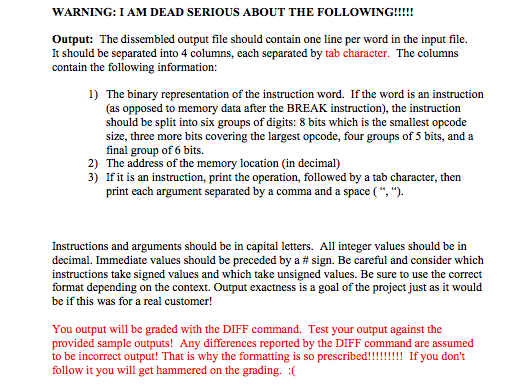 WARNING: I AM DEAD SERIOUS ABOUT THE FOLLOWING!!!!!
Output: The dissembled output file should contain one line per word in the input file.
It should be separated into 4 columns, each separated by tab character. The columns
contain the following information:
1) The binary representation of the instruction word. If the word is an instruction
(as opposed to memory data after the BREAK instruction), the instruction
should be split into six groups of digits: 8 bits which is the smallest opcode
size, three more bits covering the largest opcode, four groups of 5 bits, and a
final group of 6 bits.
2) The address of the memory location (in decimal)
3) If it is an instruction, print the operation, followed by a tab character, then
print each argument separated by a comma and a space ( “, “).
Instructions and arguments should be in capital letters. All integer values should be in
decimal. Immediate values should be preceded by a # sign. Be careful and consider which
instructions take signed values and which take unsigned values. Be sure to use the correct
format depending on the context. Output exactness is a goal of the project just as it would
be if this was for a real customer!
You output will be graded with the DIFF command. Test your output against the
provided sample outputs! Any differences reported by the DIFF command are assumed
to be incorrect output! That is why the formatting is so prescribed!!!!!!!!! If you don't
follow it you will get hammered on the grading. :(